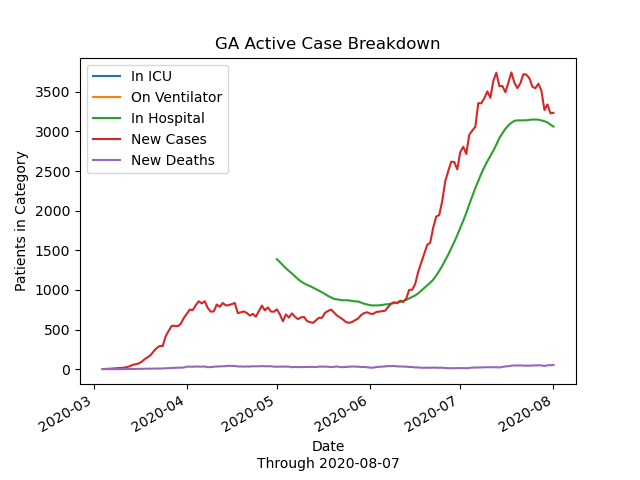 GA Active Case Breakdown
In ICU
On Ventilator
In Hospital
New Cases
New Deaths
Patients in Category
3500
3000
2500
2000
1500
1000
500
0
2020-03
2020-04
2020-05
2020-06
2020-07
2020-08
Date
Through 2020-08-07